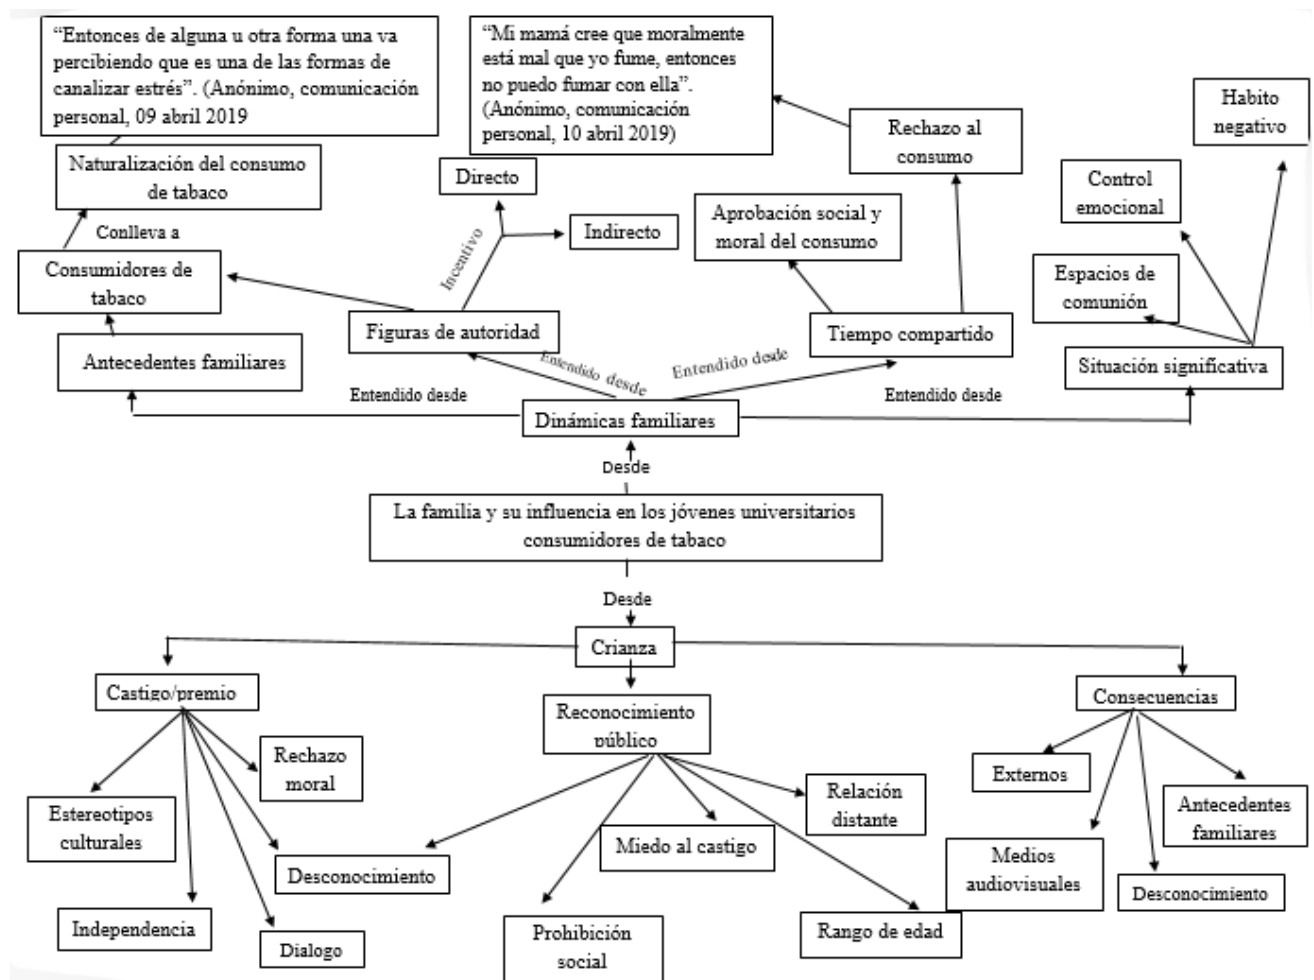 “Entonces de alguna u otra forma una va
percibiendo que es una de las formas de
canalizar estrés”. (Anónimo, comunicación
personal, 09 abril 2019
“Mi mamá cree que moralmente
está mal que yo fume, entonces
no puedo fumar con ella”.
(Anónimo, comunicación
personal, 10 abril 2019)
Habito
negativo
Rechazo al
consumo
Naturalización del consumo
de tabaco
Directo
Control
emocional
Aprobación social y
moral del consumo
Indirecto
Conlleva a
Incentivo
Consumidores de
tabaco
Espacios de
comunión
Figuras de autoridad
Tiempo compartido
Antecedentes familiares
Situación significativa
Entendido desde
Entendido desde
Entendido desde
Entendido desde
Dinámicas familiares
Desde
La familia y su influencia en los jóvenes universitarios
consumidores de tabaco
Desde
Crianza
Castigo/premio
Reconocimiento
público
Consecuencias
Rechazo
moral
Externos
Relación
distante
Antecedentes
familiares
Estereotipos
culturales
Miedo al castigo
Medios
audiovisuales
Desconocimiento
Desconocimiento
Independencia
Dialogo
Prohibición
social
Rango de edad